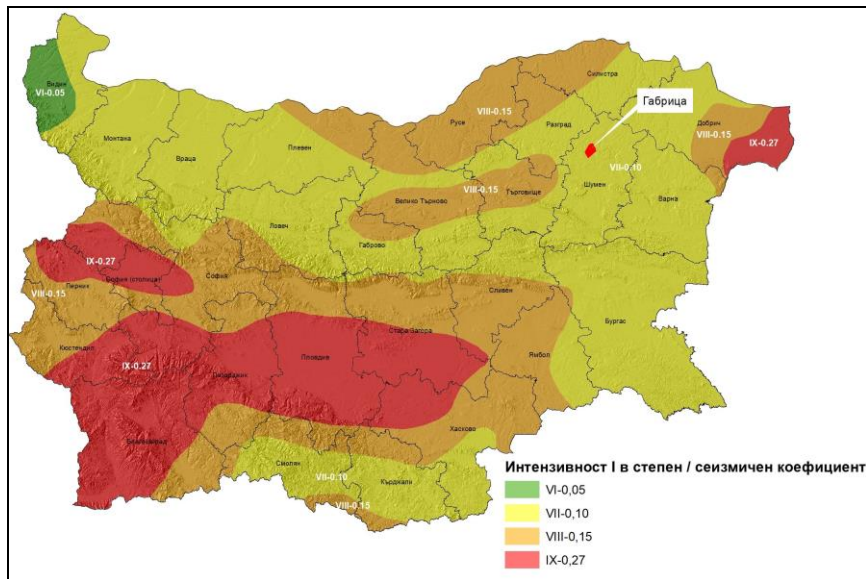 Видин
VI-0.05
Монтана
Враца
Плевен
Русе
VIII-0.15
Силистра
Разград
Габрица
Добрич
VIII-0.15
IX-0.27
VII-0.10
Шумен
Варна
VIII-0.15
Търговище
Велико Търново
Габрово
Ловеч
IX-0.27
София (столица)
София
Перник
VIII-0.15
Кюстендил
Сливен
Бургас
Стара Загора
Ямбол
Пловдив
IX-0.27
Пазарджик
Благоевград
Хасково
Смолян
VII-0.10
Кърджали
VIII-0.15
Интензивност I в степен / сеизмичен коефициент
VI-0,05
VII-0,10
VIII-0,15
IX-0,27